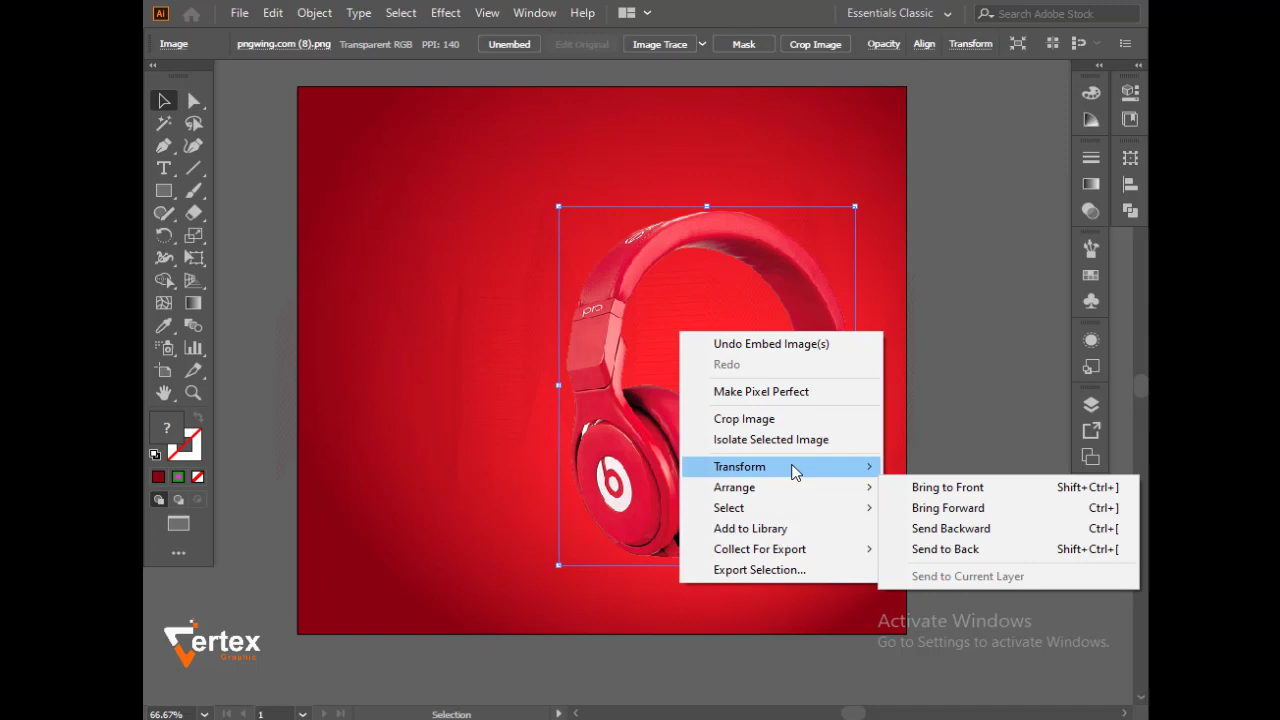 Ai File Edit Object Type Select Effect View Window Help Essentials Classic Search Adobe Stock
Image pngwing.com (8).png Transparent RGB PPI: 140 Unembed Edit Original Image Trace Mask Crop Image Opacity Align Transform
pro
b
?
Undo Embed Image(s)
Redo
Make Pixel Perfect
Crop Image
Isolate Selected Image
Transform
Arrange
Select
Add to Library
Collect For Export
Export Selection...
Bring to Front Shift+Ctrl+]
Bring Forward Ctrl+]
Send Backward Ctrl+[
Send to Back Shift+Ctrl+[
Send to Current Layer
Activate Windows
Go to Settings to activate Windows.
Vertex
Graphic
66.67% 1 Selection